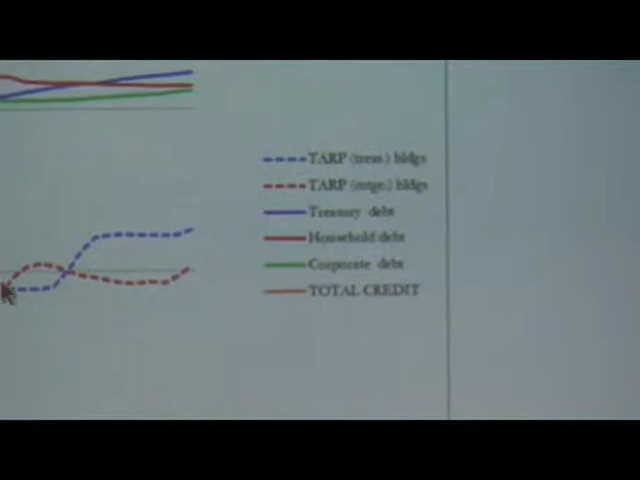 TARP (treas.) hldgs
TARP (mtge.) hldgs
Treasury debt
Household debt
Corporate debt
TOTAL CREDIT